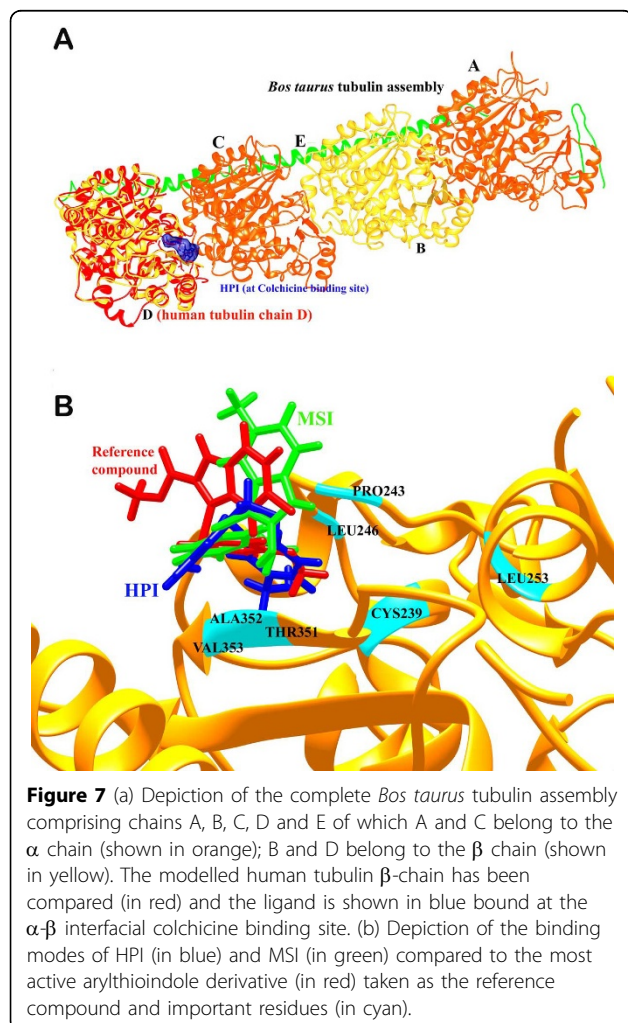 A
A
Bos taurus tubulin assembly
C
E
B
HPI (at Colchicine binding site)
D (human tubulin chain D)
B
MSI
Reference
compound
PRO243
LEU246
LEU253
HPI
ALA352
CYS239
THR351
VAL353
Figure 7 (a) Depiction of the complete Bos taurus tubulin assembly
comprising chains A, B, C, D and E of which A and C belong to the
α chain (shown in orange); B and D belong to the β chain (shown
in yellow). The modelled human tubulin β-chain has been
compared (in red) and the ligand is shown in blue bound at the
α-β interfacial colchicine binding site. (b) Depiction of the binding
modes of HPI (in blue) and MSI (in green) compared to the most
active arylthioindole derivative (in red) taken as the reference
compound and important residues (in cyan).